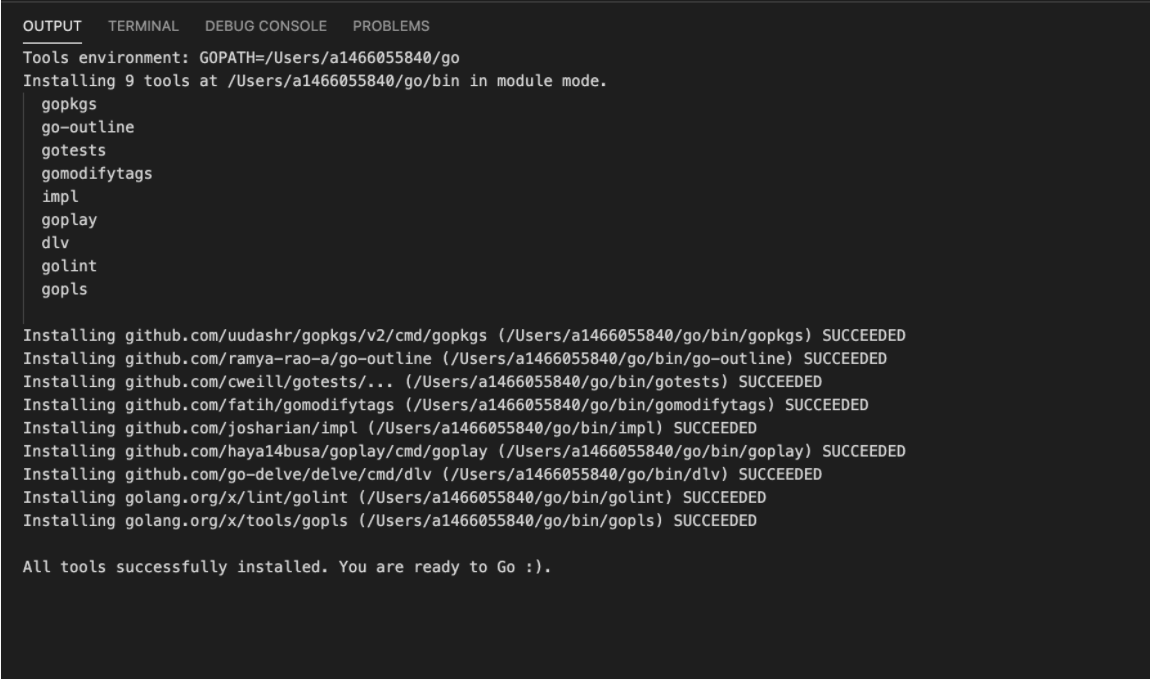 OUTPUT TERMINAL DEBUG CONSOLE PROBLEMS
Tools environment: GOPATH=/Users/a1466055840/go
Installing 9 tools at /Users/a1466055840/go/bin in module mode.
gopkgs
go-outline
gotests
gomodifytags
impl
goplay
dlv
golint
gopls
Installing github.com/uudashr/gopkgs/v2/cmd/gopkgs (/Users/a1466055840/go/bin/gopkgs) SUCCEEDED
Installing github.com/ramya-rao-a/go-outline (/Users/a1466055840/go/bin/go-outline) SUCCEEDED
Installing github.com/cweill/gotests/... (/Users/a1466055840/go/bin/gotests) SUCCEEDED
Installing github.com/fatih/gomodifytags (/Users/a1466055840/go/bin/gomodifytags) SUCCEEDED
Installing github.com/josharian/impl (/Users/a1466055840/go/bin/impl) SUCCEEDED
Installing github.com/haya14busa/goplay/cmd/goplay (/Users/a1466055840/go/bin/goplay) SUCCEEDED
Installing github.com/go-delve/delve/cmd/dlv (/Users/a1466055840/go/bin/dlv) SUCCEEDED
Installing golang.org/x/lint/golint (/Users/a1466055840/go/bin/golint) SUCCEEDED
Installing golang.org/x/tools/gopls (/Users/a1466055840/go/bin/gopls) SUCCEEDED
All tools successfully installed. You are ready to Go :).